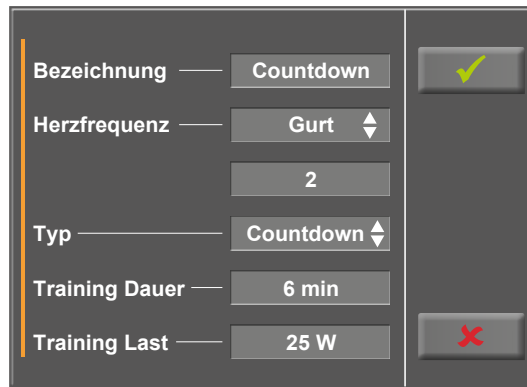 Bezeichnung Countdown
Herzfrequenz Gurt
2
Typ Countdown
Training Dauer 6 min
Training Last 25 W